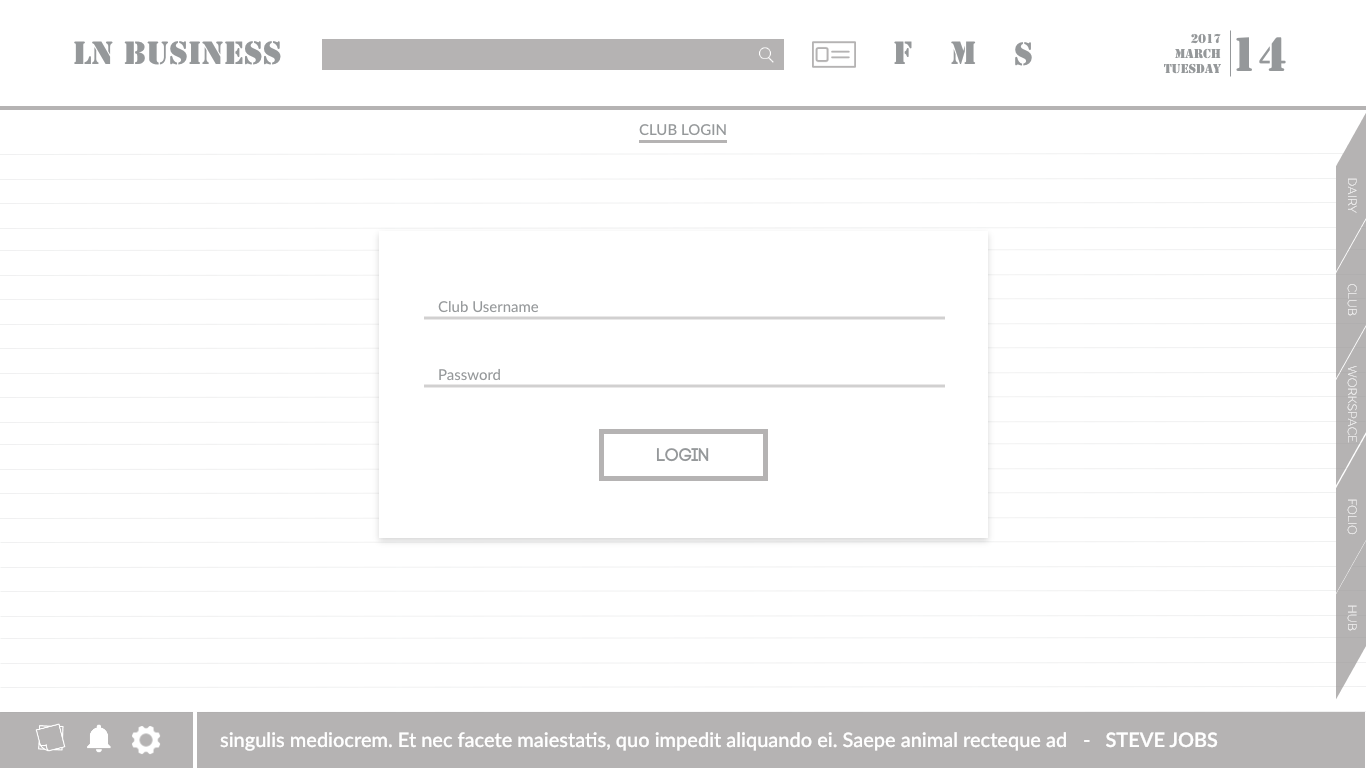 LN BUSINESS
F M S
2017
MARCH
TUESDAY
14
CLUB LOGIN
Club Username
Password
LOGIN
DAIRY
CLUB
WORKSPACE
FOLIO
HUB
singulis mediocrem. Et nec facete maiestatis, quo impedit aliquando ei. Saepe animal recteque ad - STEVE JOBS